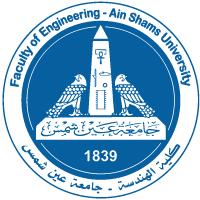 Faculty of Engineering - Ain Shams University
جامعة عين شمس
1839
كلية الهندسة - جامعة عين شمس